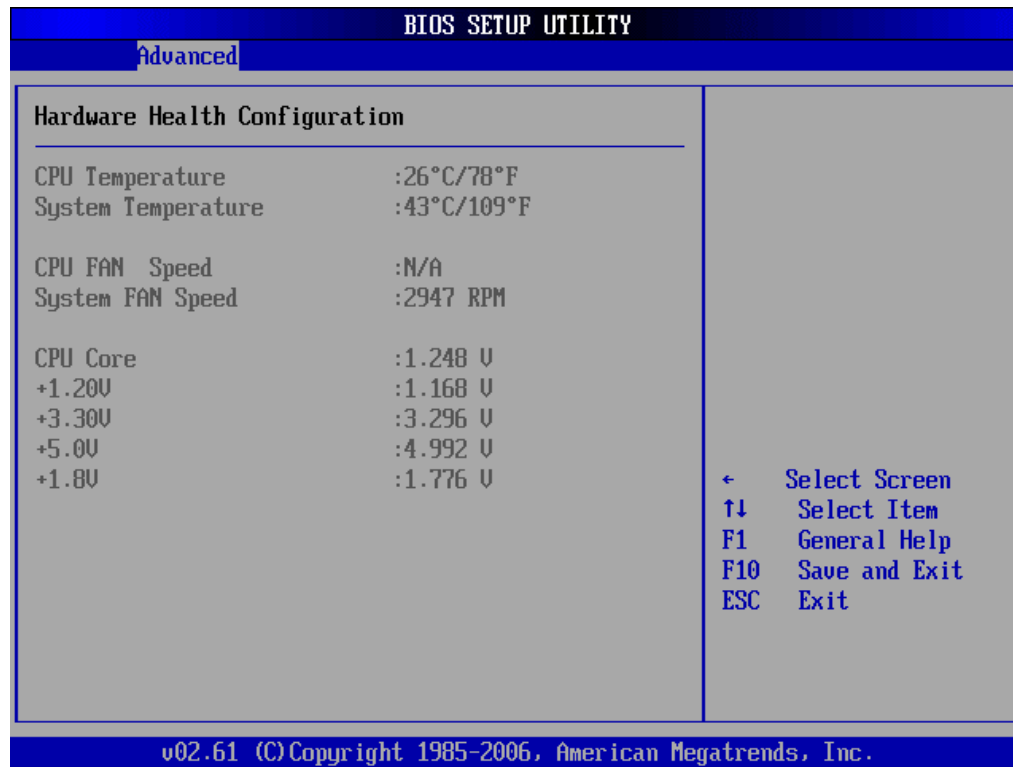 BIOS SETUP UTILITY
Advanced
Hardware Health Configuration
CPU Temperature :26°C/78°F
System Temperature :43°C/109°F
CPU FAN Speed :N/A
System FAN Speed :2947 RPM
CPU Core :1.248 V
+1.20V :1.168 V
+3.30V :3.296 V
+5.0V :4.992 V
+1.8V :1.776 V
← Select Screen
↑↓ Select Item
F1 General Help
F10 Save and Exit
ESC Exit
v02.61 (C)Copyright 1985-2006, American Megatrends, Inc.